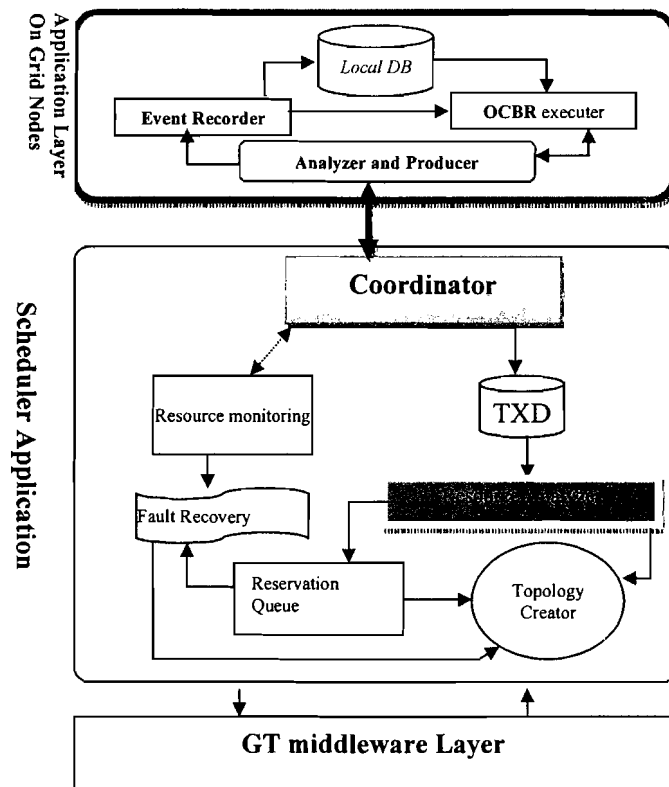 Application Layer
On Grid Nodes
Local DB
Event Recorder
OCBR executer
Analyzer and Producer
Scheduler Application
Coordinator
Resource monitoring
TXD
Fault Recovery
Reservation
Queue
Topology
Creator
GT middleware Layer